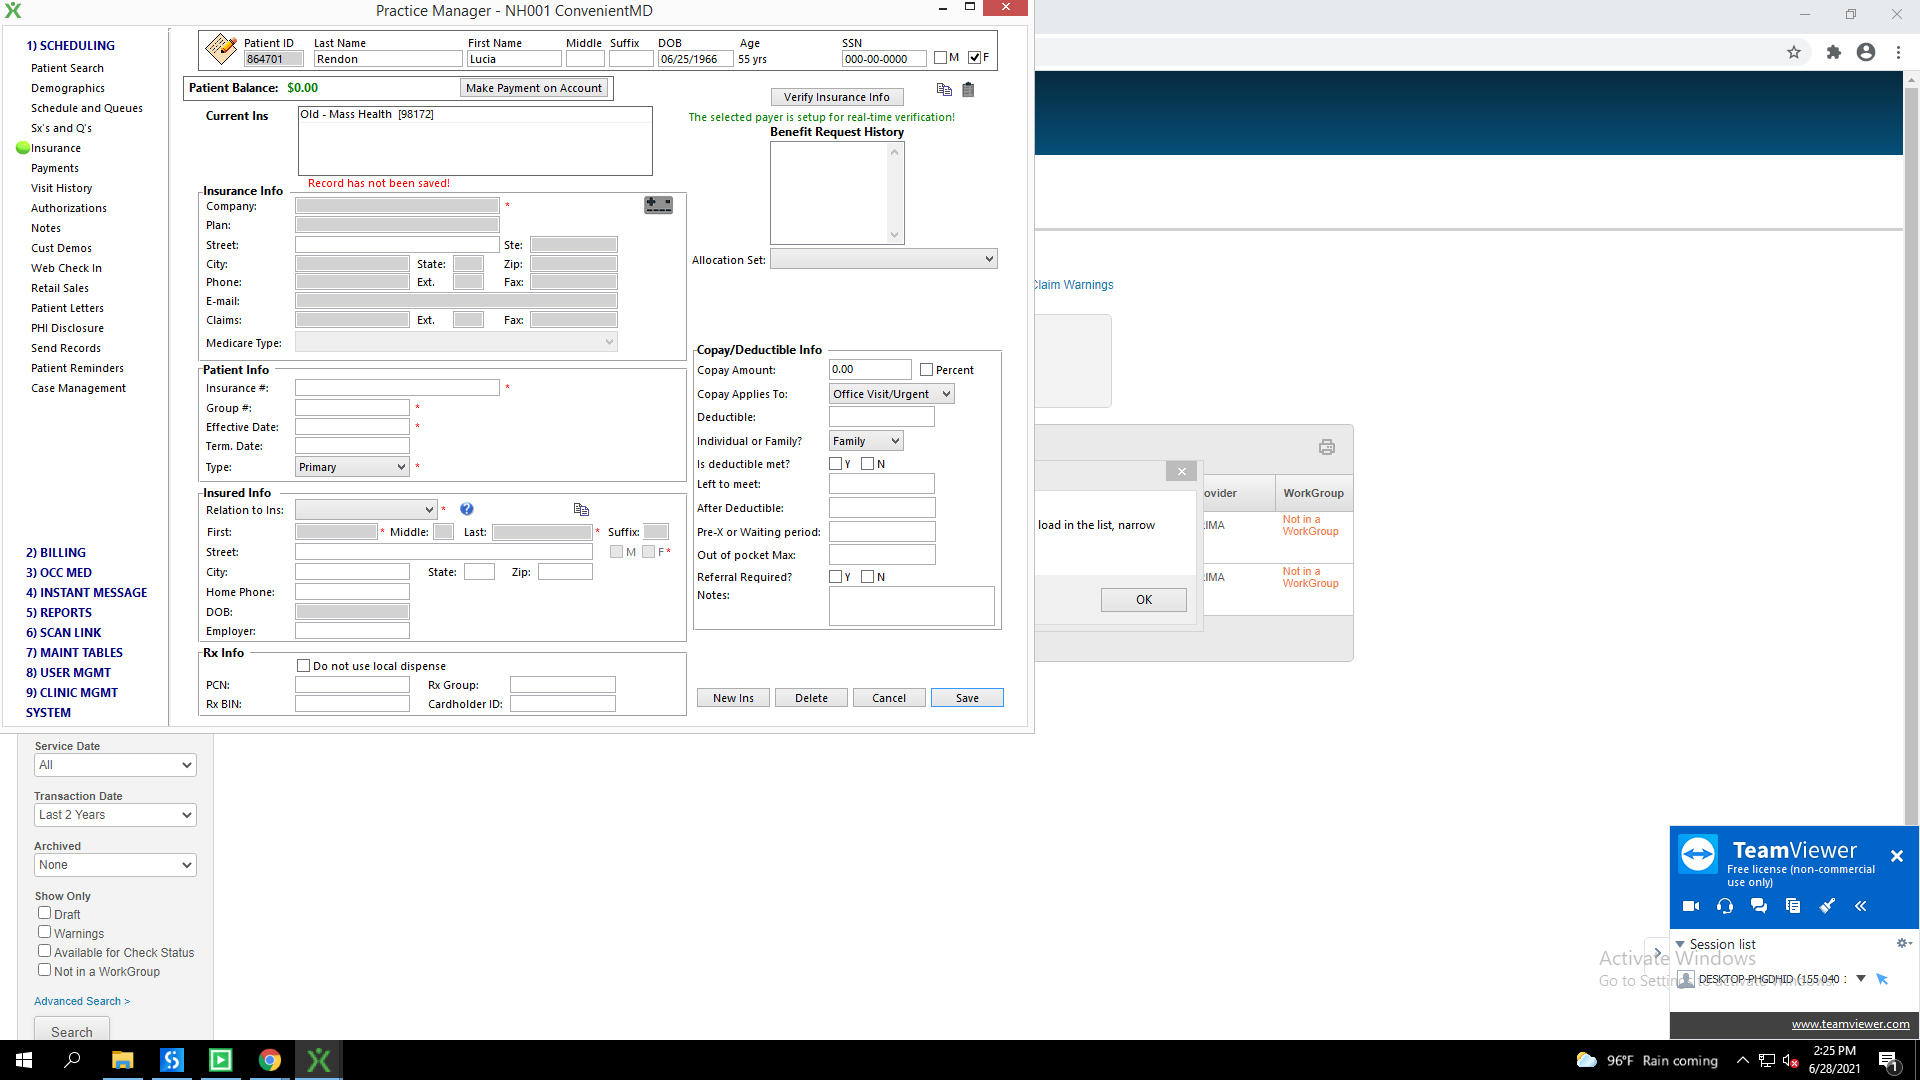 Practice Manager - NH001 ConvenientMD
1) SCHEDULING
Patient Search
Demographics
Schedule and Queues
Sx's and Q's
Insurance
Payments
Visit History
Authorizations
Notes
Cust Demos
Web Check In
Retail Sales
Patient Letters
PHI Disclosure
Send Records
Patient Reminders
Case Management
2) BILLING
3) OCC MED
4) INSTANT MESSAGE
5) REPORTS
6) SCAN LINK
7) MAINT TABLES
8) USER MGMT
9) CLINIC MGMT
SYSTEM
Patient ID Last Name First Name Middle Suffix DOB Age SSN
864701 Rendon Lucia 06/25/1966 55 yrs 000-00-0000 M F
Patient Balance: $0.00 Make Payment on Account
Current Ins Old - Mass Health [98172]
Record has not been saved!
Verify Insurance Info
The selected payer is setup for real-time verification!
Benefit Request History
Allocation Set:
Insurance Info
Company: *
Plan:
Street: Ste:
City: State: Zip:
Phone: Ext. Fax:
E-mail:
Claims: Ext. Fax:
Medicare Type:
Patient Info
Insurance #: *
Group #: *
Effective Date: *
Term. Date:
Type: Primary *
Insured Info
Relation to Ins: * ?
First: * Middle: Last: * Suffix:
Street: M F *
City: State: Zip:
Home Phone:
DOB:
Employer:
Rx Info
Do not use local dispense
PCN: Rx Group:
Rx BIN: Cardholder ID:
Copay/Deductible Info
Copay Amount: 0.00 Percent
Copay Applies To: Office Visit/Urgent
Deductible:
Individual or Family? Family
Is deductible met? Y N
Left to meet:
After Deductible:
Pre-X or Waiting period:
Out of pocket Max:
Referral Required? Y N
Notes:
New Ins Delete Cancel Save
Claim Warnings
ovider WorkGroup
IMA Not in a
WorkGroup
IMA Not in a
WorkGroup
load in the list, narrow
OK
Service Date
All
Transaction Date
Last 2 Years
Archived
None
Show Only
Draft
Warnings
Available for Check Status
Not in a WorkGroup
Advanced Search >
Search
TeamViewer
Free license (non-commercial
use only)
Session list
Activate Windows
Go to Settings to activate Windows.
DESKTOP-PHGDHID (155 040
www.teamviewer.com
96°F Rain coming
2:25 PM
6/28/2021
1